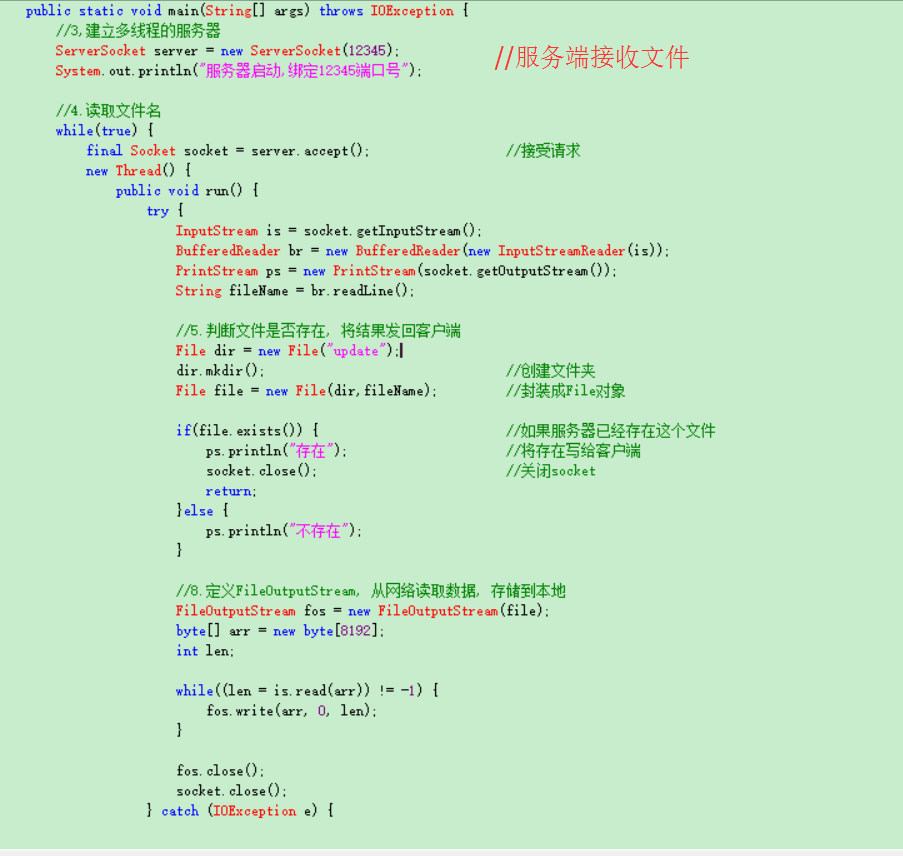 public static void main(String[] args) throws IOException {
//3,建立多线程的服务器
ServerSocket server = new ServerSocket(12345);
System.out.println("服务器启动,绑定12345端口号");
//服务端接收文件
//4.读取文件名
while(true) {
final Socket socket = server.accept(); //接受请求
new Thread() {
public void run() {
try {
InputStream is = socket.getInputStream();
BufferedReader br = new BufferedReader(new InputStreamReader(is));
PrintStream ps = new PrintStream(socket.getOutputStream());
String fileName = br.readLine();
//5.判断文件是否存在, 将结果发回客户端
File dir = new File("update");
dir.mkdir(); //创建文件夹
File file = new File(dir,fileName); //封装成File对象
if(file.exists()) { //如果服务器已经存在这个文件
ps.println("存在"); //将存在写给客户端
socket.close(); //关闭socket
return;
}else {
ps.println("不存在");
}
//8.定义FileOutputStream, 从网络读取数据, 存储到本地
FileOutputStream fos = new FileOutputStream(file);
byte[] arr = new byte[8192];
int len;
while((len = is.read(arr)) != -1) {
fos.write(arr, 0, len);
}
fos.close();
socket.close();
} catch (IOException e) {